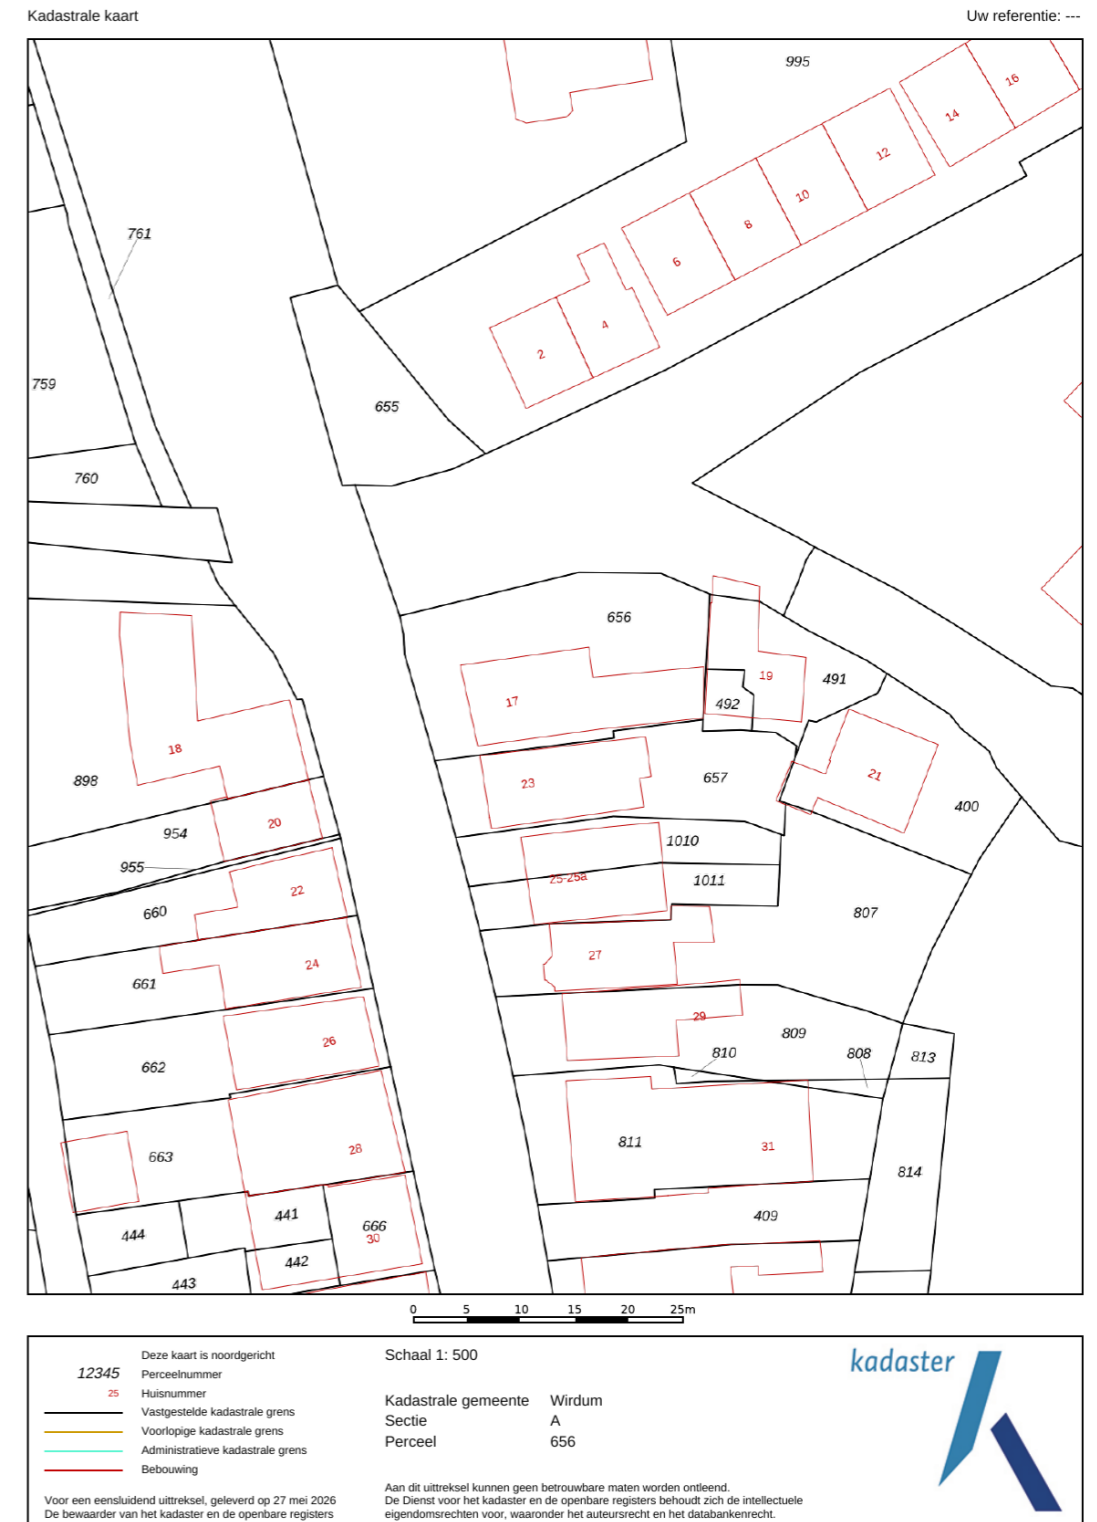 Kadastrale kaart
Uw referentie: ---
995
16
14
12
10
8
6
4
2
761
759
655
760
656
19
491
492
17
18
23
657
21
400
898
20
954
1010
955
25-25a
1011
22
660
807
27
24
661
29
26
809
810
808
813
662
28
663
811
31
814
441
666
409
444
30
442
443
0 5 10 15 20 25m
Deze kaart is noordgericht
12345 Perceelnummer
25 Huisnummer
Vastgestelde kadastrale grens
Voorlopige kadastrale grens
Administratieve kadastrale grens
Bebouwing
Voor een eensluidend uittreksel, geleverd op 27 mei 2026
De bewaarder van het kadaster en de openbare registers
Schaal 1: 500
Kadastrale gemeente Wirdum
Sectie A
Perceel 656
Aan dit uittreksel kunnen geen betrouwbare maten worden ontleend.
De Dienst voor het kadaster en de openbare registers behoudt zich de intellectuele
eigendomsrechten voor, waaronder het auteursrecht en het databankenrecht.
kadaster